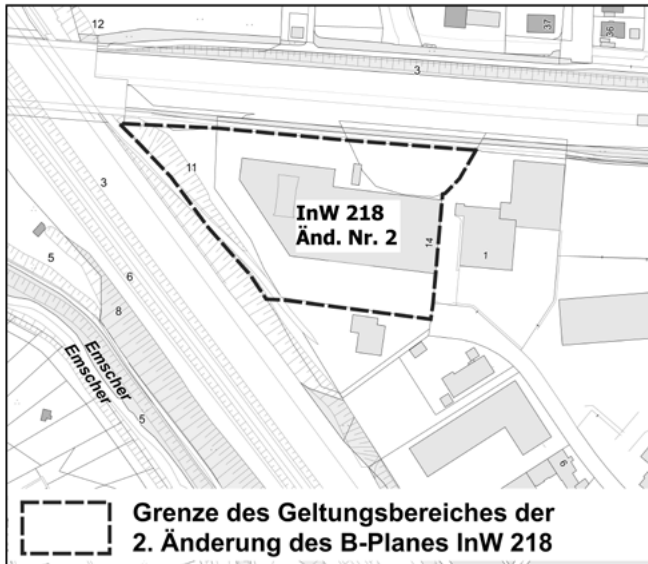 12
37
36
3
11
3
InW 218
Änd. Nr. 2
14
1
5
6
8
Emscher
Emscher
5
6
Grenze des Geltungsbereiches der
2. Änderung des B-Planes InW 218